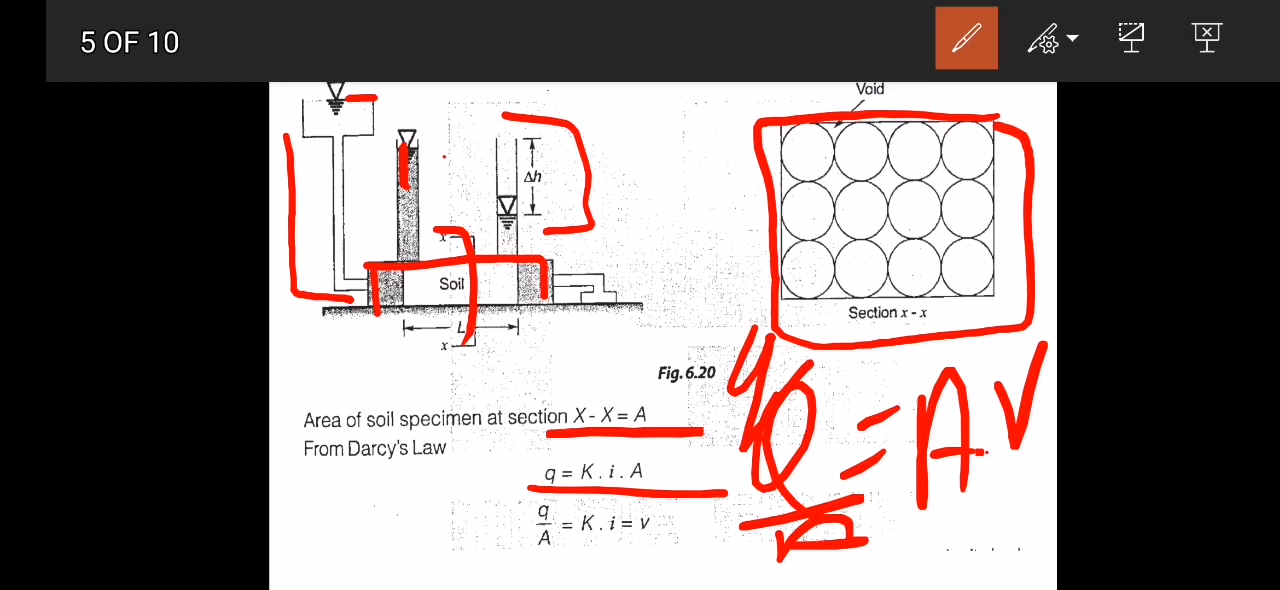 5 OF 10
Void
Δh
x
Soil
L
x
Section x - x
Fig. 6.20
Area of soil specimen at section X - X = A
From Darcy's Law
q = K . i . A
q/A = K . i = v
Q = A V